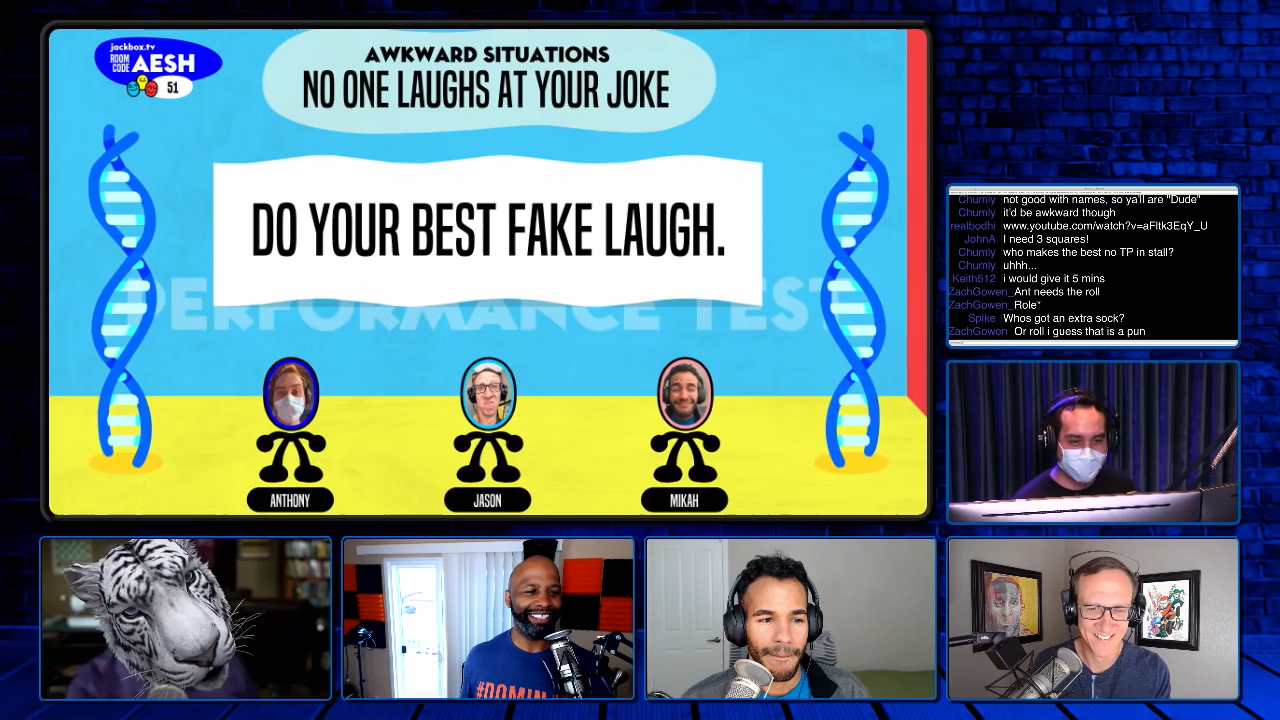 jackbox.tv
ROOM CODE
AESH
51
AWKWARD SITUATIONS
NO ONE LAUGHS AT YOUR JOKE
DO YOUR BEST FAKE LAUGH.
PERFORMANCE TEST
ANTHONY
JASON
MIKAH
Chumly not good with names, so ya'll are "Dude"
Chumly it'd be awkward though
realbodhi www.youtube.com/watch?v=aFltk3EqY_U
JohnA I need 3 squares!
Chumly who makes the best no TP in stall?
Chumly uhhh...
Keith512 i would give it 5 mins
ZachGowen_ Ant needs the roll
ZachGowen_ Role*
Spike Whos got an extra sock?
ZachGowen_ Or roll i guess that is a pun